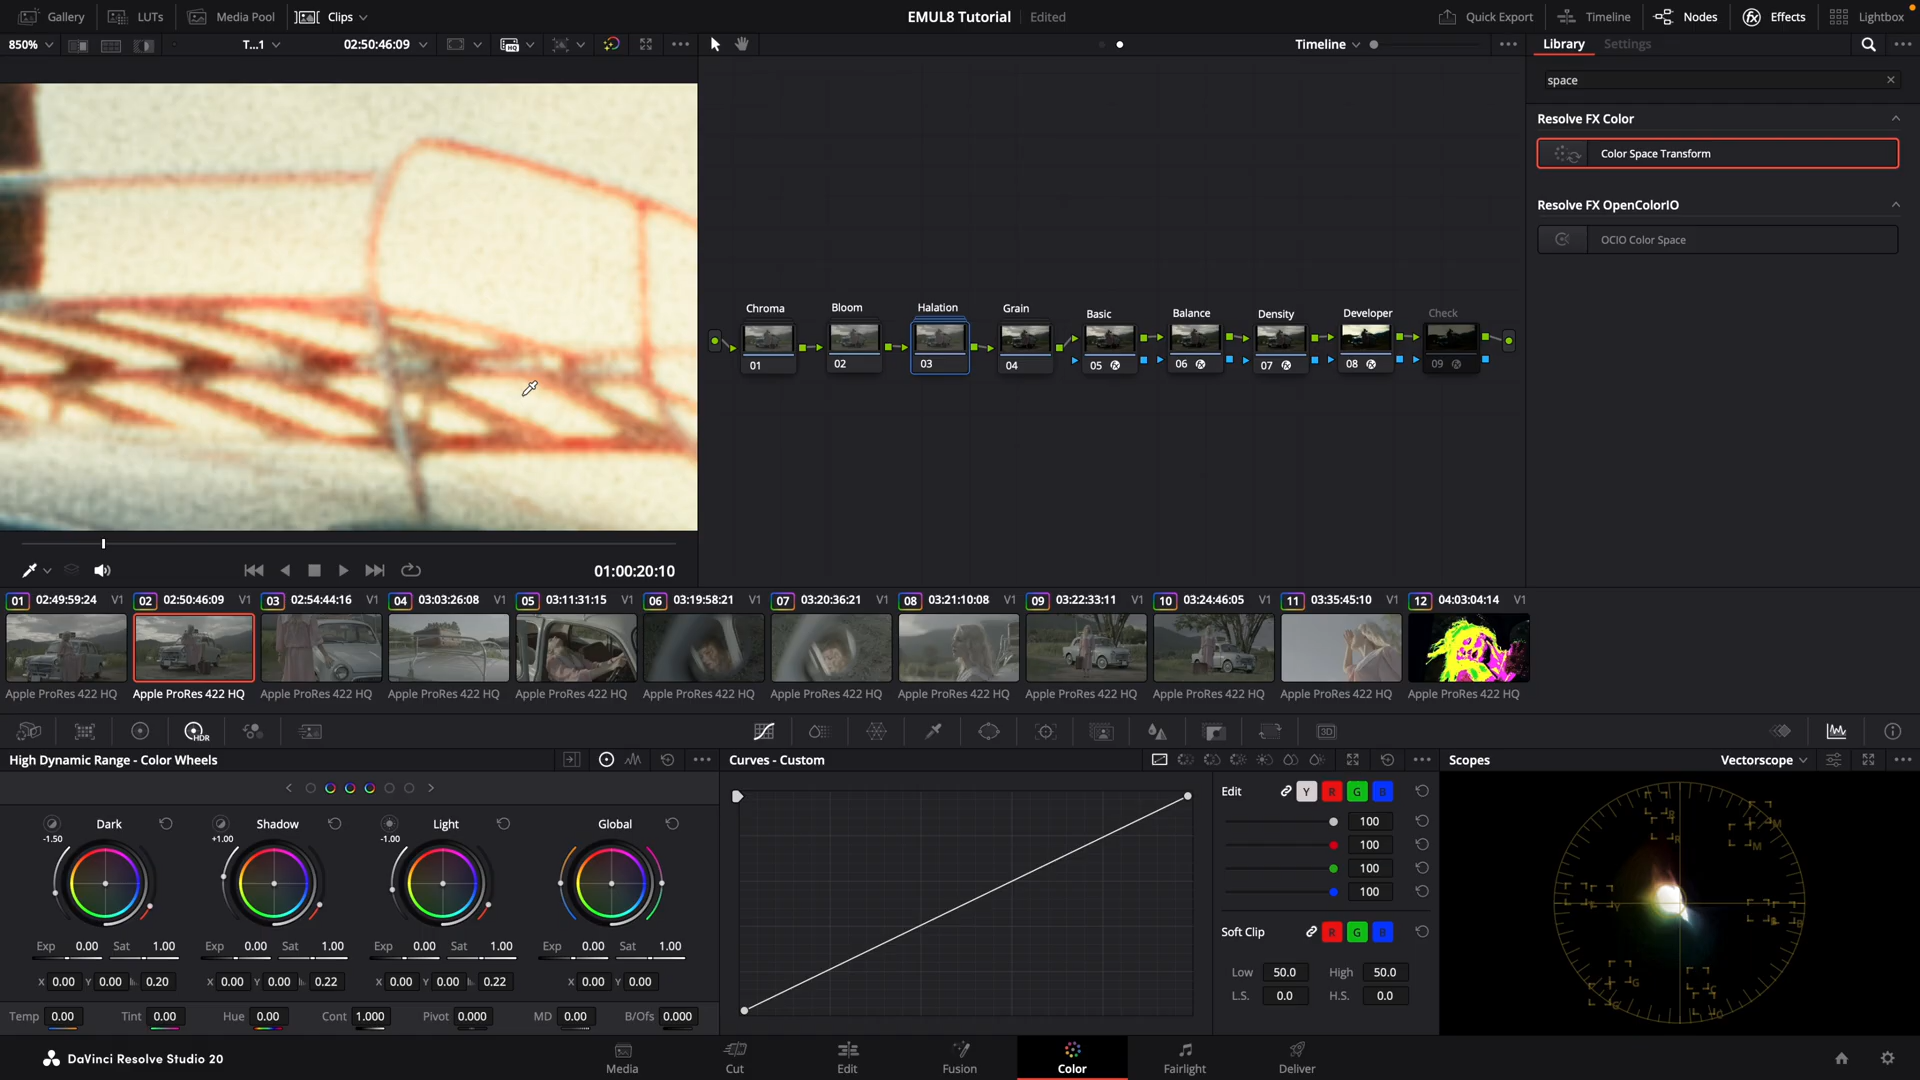 Gallery LUTs Media Pool Clips EMUL8 Tutorial Edited Quick Export Timeline Nodes Effects Lightbox
850% T...1 02:50:46:09 HQ Timeline Library Settings
space
Resolve FX Color
Color Space Transform
Resolve FX OpenColorIO
OCIO Color Space
Chroma Bloom Halation Grain Basic Balance Density Developer Check
01 02 03 04 05 06 07 08 09
01:00:20:10
01 02:49:59:24 V1 02 02:50:46:09 V1 03 02:54:44:16 V1 04 03:03:26:08 V1 05 03:11:31:15 V1 06 03:19:58:21 V1 07 03:20:36:21 V1 08 03:21:10:08 V1 09 03:22:33:11 V1 10 03:24:46:05 V1 11 03:35:45:10 V1 12 04:03:04:14 V1
Apple ProRes 422 HQ Apple ProRes 422 HQ Apple ProRes 422 HQ Apple ProRes 422 HQ Apple ProRes 422 HQ Apple ProRes 422 HQ Apple ProRes 422 HQ Apple ProRes 422 HQ Apple ProRes 422 HQ Apple ProRes 422 HQ Apple ProRes 422 HQ Apple ProRes 422 HQ
HDR 3D
High Dynamic Range - Color Wheels Curves - Custom Scopes Vectorscope
Edit Y R G B
Dark Shadow Light Global
-1.50 +1.00 -1.00
100
100
100
100
Soft Clip R G B
Exp 0.00 Sat 1.00 Exp 0.00 Sat 1.00 Exp 0.00 Sat 1.00 Exp 0.00 Sat 1.00
X 0.00 Y 0.00 0.20 X 0.00 Y 0.00 0.22 X 0.00 Y 0.00 0.22 X 0.00 Y 0.00
Low 50.0 High 50.0
L.S. 0.0 H.S. 0.0
Temp 0.00 Tint 0.00 Hue 0.00 Cont 1.000 Pivot 0.000 MD 0.00 B/Ofs 0.000
DaVinci Resolve Studio 20 Media Cut Edit Fusion Color Fairlight Deliver